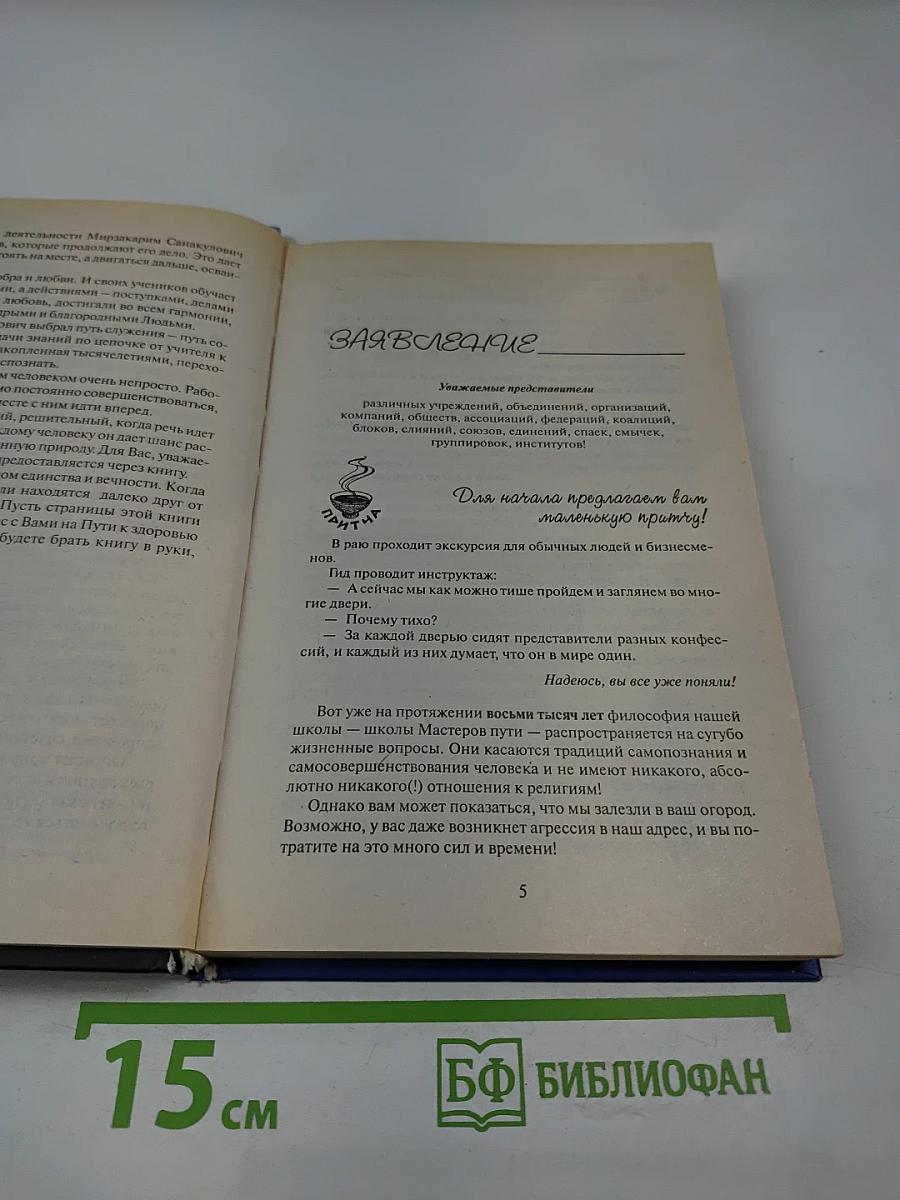 деятельности Мирзакарим Санакулович
в, которые продолжают его дело. Это дает
тоять на месте, а двигаться дальше, осваи-
обра и любви. И своих учеников обучает
ми, а действиями — поступками, делами
любовь, достигали во всем гармонии,
дрыми и благородными Людьми.
ович выбрал путь служения — путь со-
дачи знаний по цепочке от учителя к
акопленная тысячелетиями, перехо-
спознать.
м человеком очень непросто. Рабо-
мо постоянно совершенствоваться,
месте с ним идти вперед.
ий, решительный, когда речь идет
ждому человеку он дает шанс рас-
нную природу. Для Вас, уважае-
предоставляется через книгу.
ом единства и вечности. Когда
ли находятся далеко друг от
Пусть страницы этой книги
с с Вами на Пути к здоровью
будете брать книгу в руки,
ЗАЯВЛЕНИЕ
Уважаемые представители
различных учреждений, объединений, организаций,
компаний, обществ, ассоциаций, федераций, коалиций,
блоков, слияний, союзов, единений, спаек, смычек,
группировок, институтов!
ПРИТЧА
Для начала предлагаем вам
маленькую притчу!
В раю проходит экскурсия для обычных людей и бизнесме-
нов.
Гид проводит инструктаж:
— А сейчас мы как можно тише пройдем и заглянем во мно-
гие двери.
— Почему тихо?
— За каждой дверью сидят представители разных конфес-
сий, и каждый из них думает, что он в мире один.
Надеюсь, вы все уже поняли!
Вот уже на протяжении восьми тысяч лет философия нашей
школы — школы Мастеров пути — распространяется на сугубо
жизненные вопросы. Они касаются традиций самопознания и
самосовершенствования человека и не имеют никакого, абсо-
лютно никакого(!) отношения к религиям!
Однако вам может показаться, что мы залезли в ваш огород.
Возможно, у вас даже возникнет агрессия в наш адрес, и вы по-
тратите на это много сил и времени!
5
15 см
БФ БИБЛИОФАН